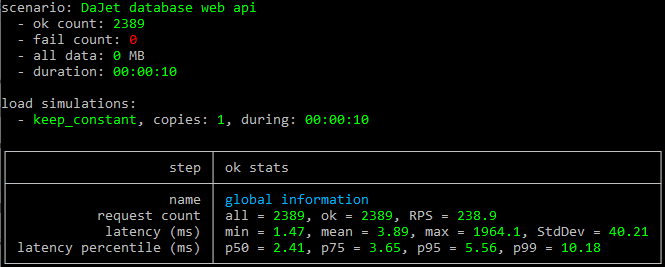 scenario: DaJet database web api
- ok count: 2389
- fail count: 0
- all data: 0 MB
- duration: 00:00:10
load simulations:
- keep_constant, copies: 1, during: 00:00:10
step ok stats
name global information
request count all = 2389, ok = 2389, RPS = 238.9
latency (ms) min = 1.47, mean = 3.89, max = 1964.1, StdDev = 40.21
latency percentile (ms) p50 = 2.41, p75 = 3.65, p95 = 5.56, p99 = 10.18